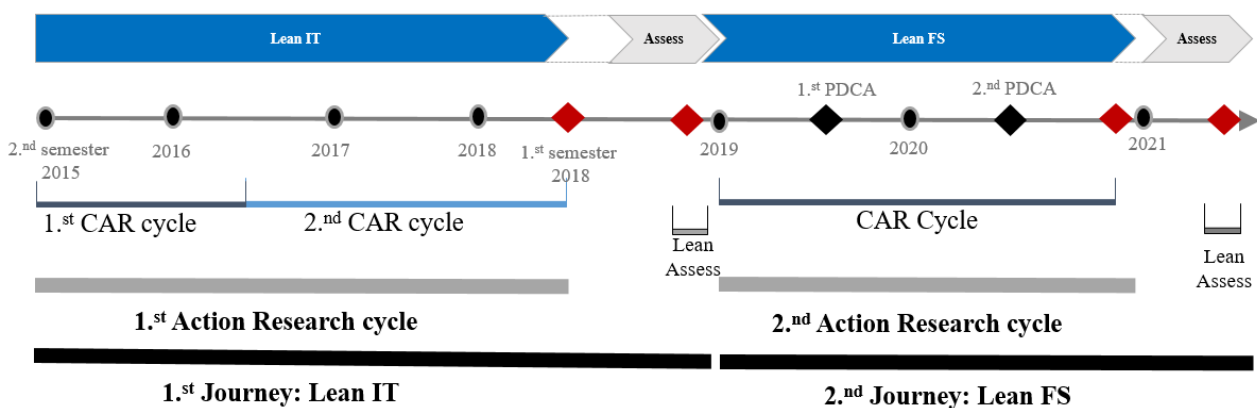 Lean IT
Assess
Lean FS
Assess
1.st PDCA
2.nd PDCA
2.nd semester
2015
2016
2017
2018
1.st semester
2018
2019
2020
2021
1.st CAR cycle
2.nd CAR cycle
Lean
Assess
CAR Cycle
Lean
Assess
1.st Action Research cycle
2.nd Action Research cycle
1.st Journey: Lean IT
2.nd Journey: Lean FS